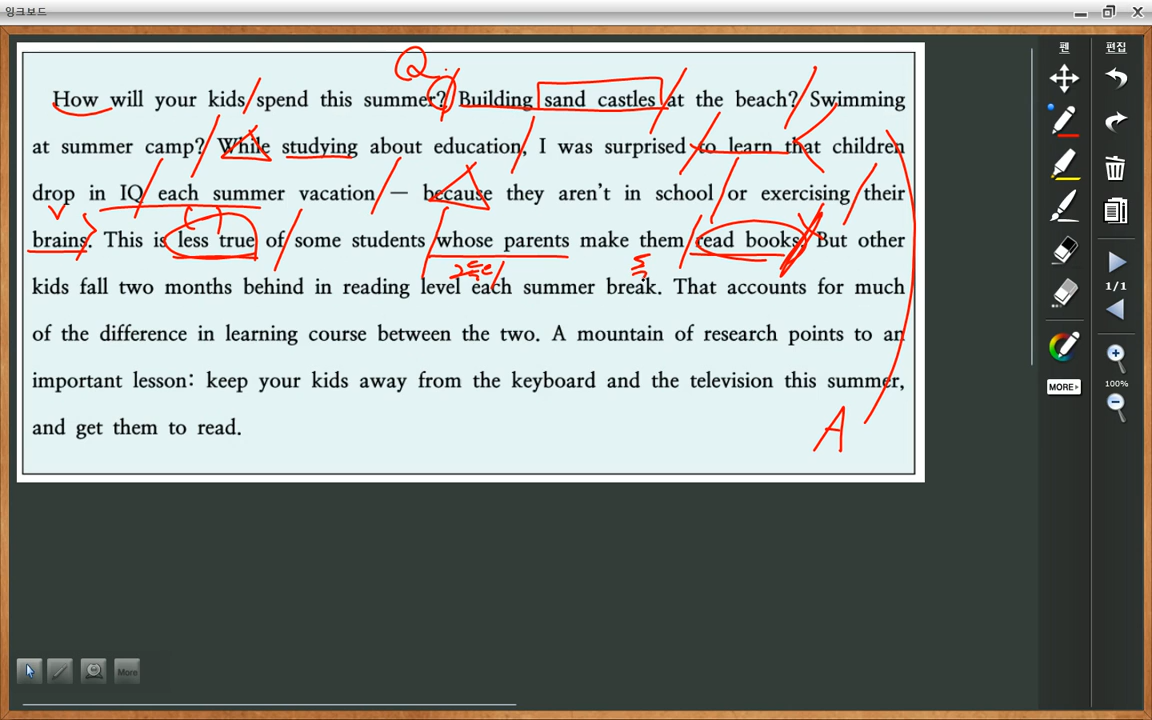 잉크보드
Q
How will your kids spend this summer? Building sand castles at the beach? Swimming
at summer camp? While studying about education, I was surprised to learn that children
drop in IQ each summer vacation — because they aren't in school or exercising their
brains. This is less true of some students whose parents make them read books. But other
kids fall two months behind in reading level each summer break. That accounts for much
of the difference in learning course between the two. A mountain of research points to an
important lesson: keep your kids away from the keyboard and the television this summer,
and get them to read.
A
펜
편집
1/1
100%
MORE
More